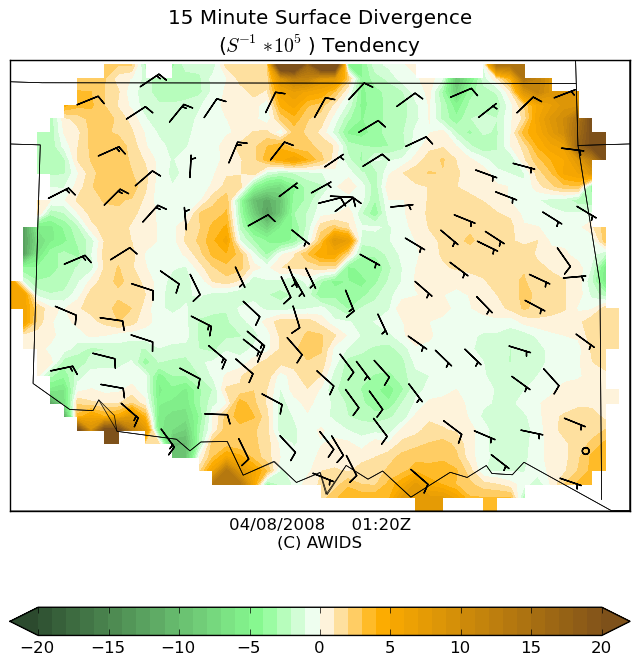 15 Minute Surface Divergence
(S^{-1} * 10^5 ) Tendency
04/08/2008 01:20Z
(C) AWIDS
−20 −15 −10 −5 0 5 10 15 20